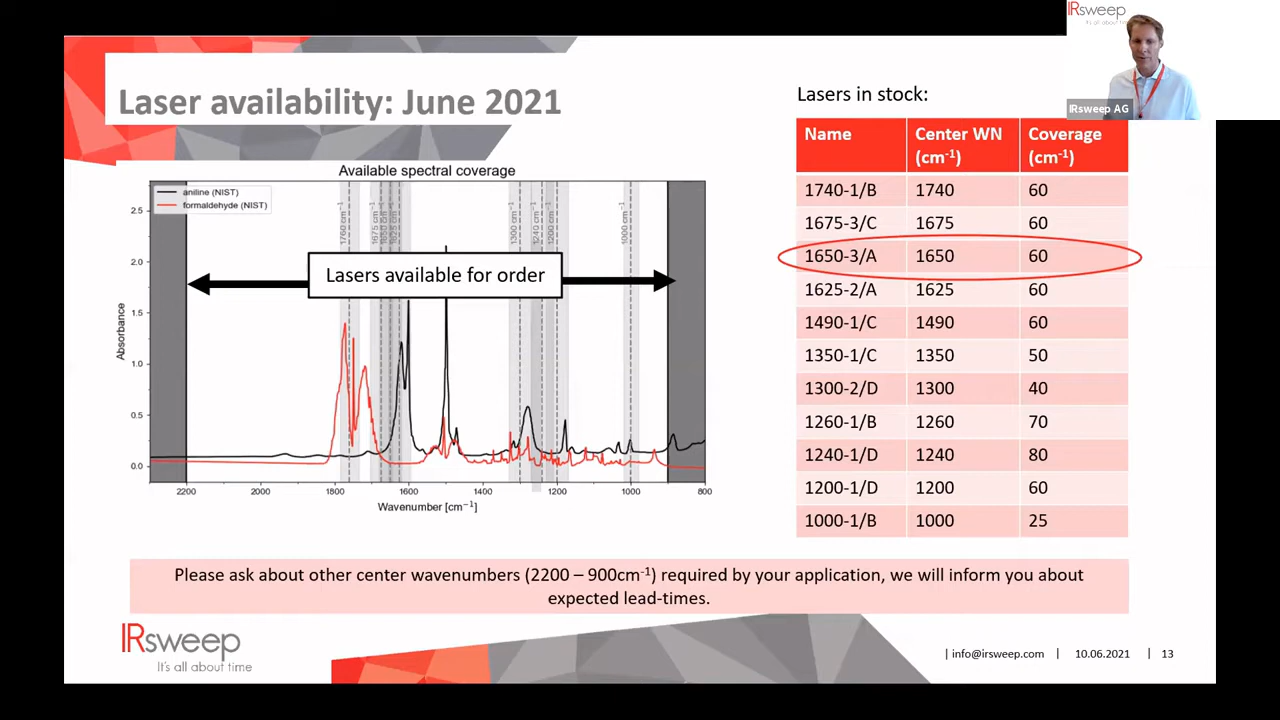 IRsweep
It's all about time
IRsweep AG
Laser availability: June 2021
Lasers in stock:
Name Center WN (cm-1) Coverage (cm-1)
1740-1/B 1740 60
1675-3/C 1675 60
1650-3/A 1650 60
1625-2/A 1625 60
1490-1/C 1490 60
1350-1/C 1350 50
1300-2/D 1300 40
1260-1/B 1260 70
1240-1/D 1240 80
1200-1/D 1200 60
1000-1/B 1000 25
Available spectral coverage
aniline (NIST)
formaldehyde (NIST)
1760 cm-1
1675 cm-1
1300 cm-1
1240 cm-1
1200 cm-1
1000 cm-1
Lasers available for order
Absorbance
2.5
2.0
1.5
1.0
0.5
0.0
2200 2000 1800 1600 1400 1200 1000 800
Wavenumber [cm−1]
Please ask about other center wavenumbers (2200 – 900cm-1) required by your application, we will inform you about
expected lead-times.
IRsweep
It's all about time
| info@irsweep.com | 10.06.2021 | 13